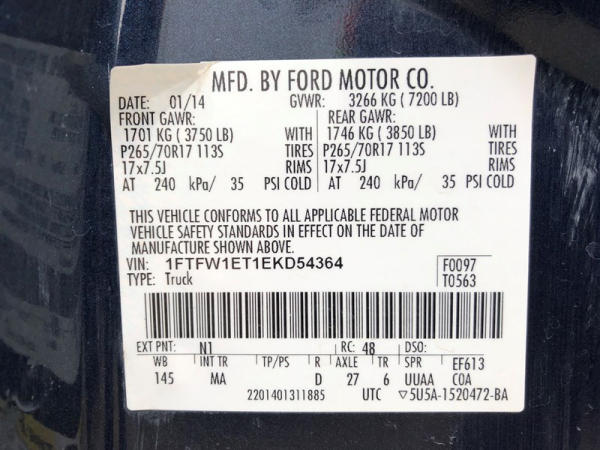 MFD. BY FORD MOTOR CO.
DATE: 01/14 GVWR: 3266 KG ( 7200 LB)
FRONT GAWR: REAR GAWR:
1701 KG ( 3750 LB) WITH 1746 KG ( 3850 LB) WITH
P265/70R17 113S TIRES P265/70R17 113S TIRES
17x7.5J RIMS 17x7.5J RIMS
AT 240 kPa/ 35 PSI COLD AT 240 kPa/ 35 PSI COLD
THIS VEHICLE CONFORMS TO ALL APPLICABLE FEDERAL MOTOR
VEHICLE SAFETY STANDARDS IN EFFECT ON THE DATE OF
MANUFACTURE SHOWN ABOVE.
VIN: 1FTFW1ET1EKD54364 F0097
TYPE: Truck T0563
EXT PNT: N1 RC: 48 DSO:
WB INT TR TP/PS R AXLE TR SPR EF613
145 MA D 27 6 UUAA COA
2201401311885 UTC ▽5U5A-1520472-BA